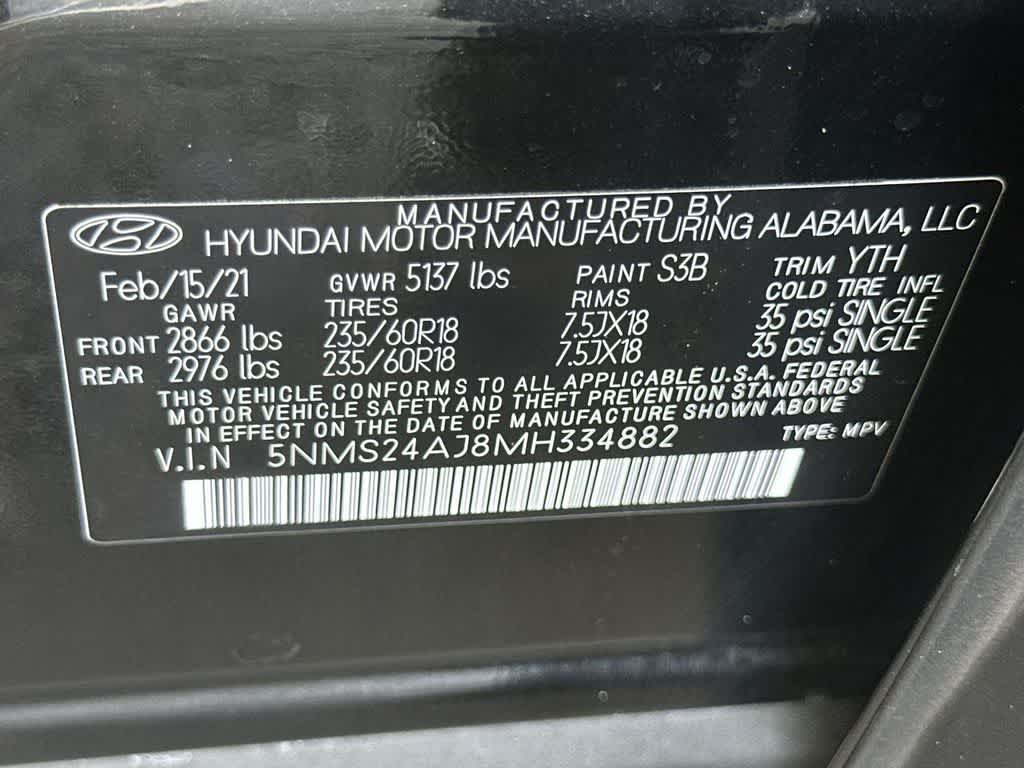 MANUFACTURED BY
HYUNDAI MOTOR MANUFACTURING ALABAMA, LLC
Feb/15/21 GVWR 5137 lbs PAINT S3B TRIM YTH
GAWR TIRES RIMS COLD TIRE INFL
FRONT 2866 lbs 235/60R18 7.5JX18 35 psi SINGLE
REAR 2976 lbs 235/60R18 7.5JX18 35 psi SINGLE
THIS VEHICLE CONFORMS TO ALL APPLICABLE U.S.A. FEDERAL
MOTOR VEHICLE SAFETY AND THEFT PREVENTION STANDARDS
IN EFFECT ON THE DATE OF MANUFACTURE SHOWN ABOVE
V.I.N 5NMS24AJ8MH334882 TYPE: MPV